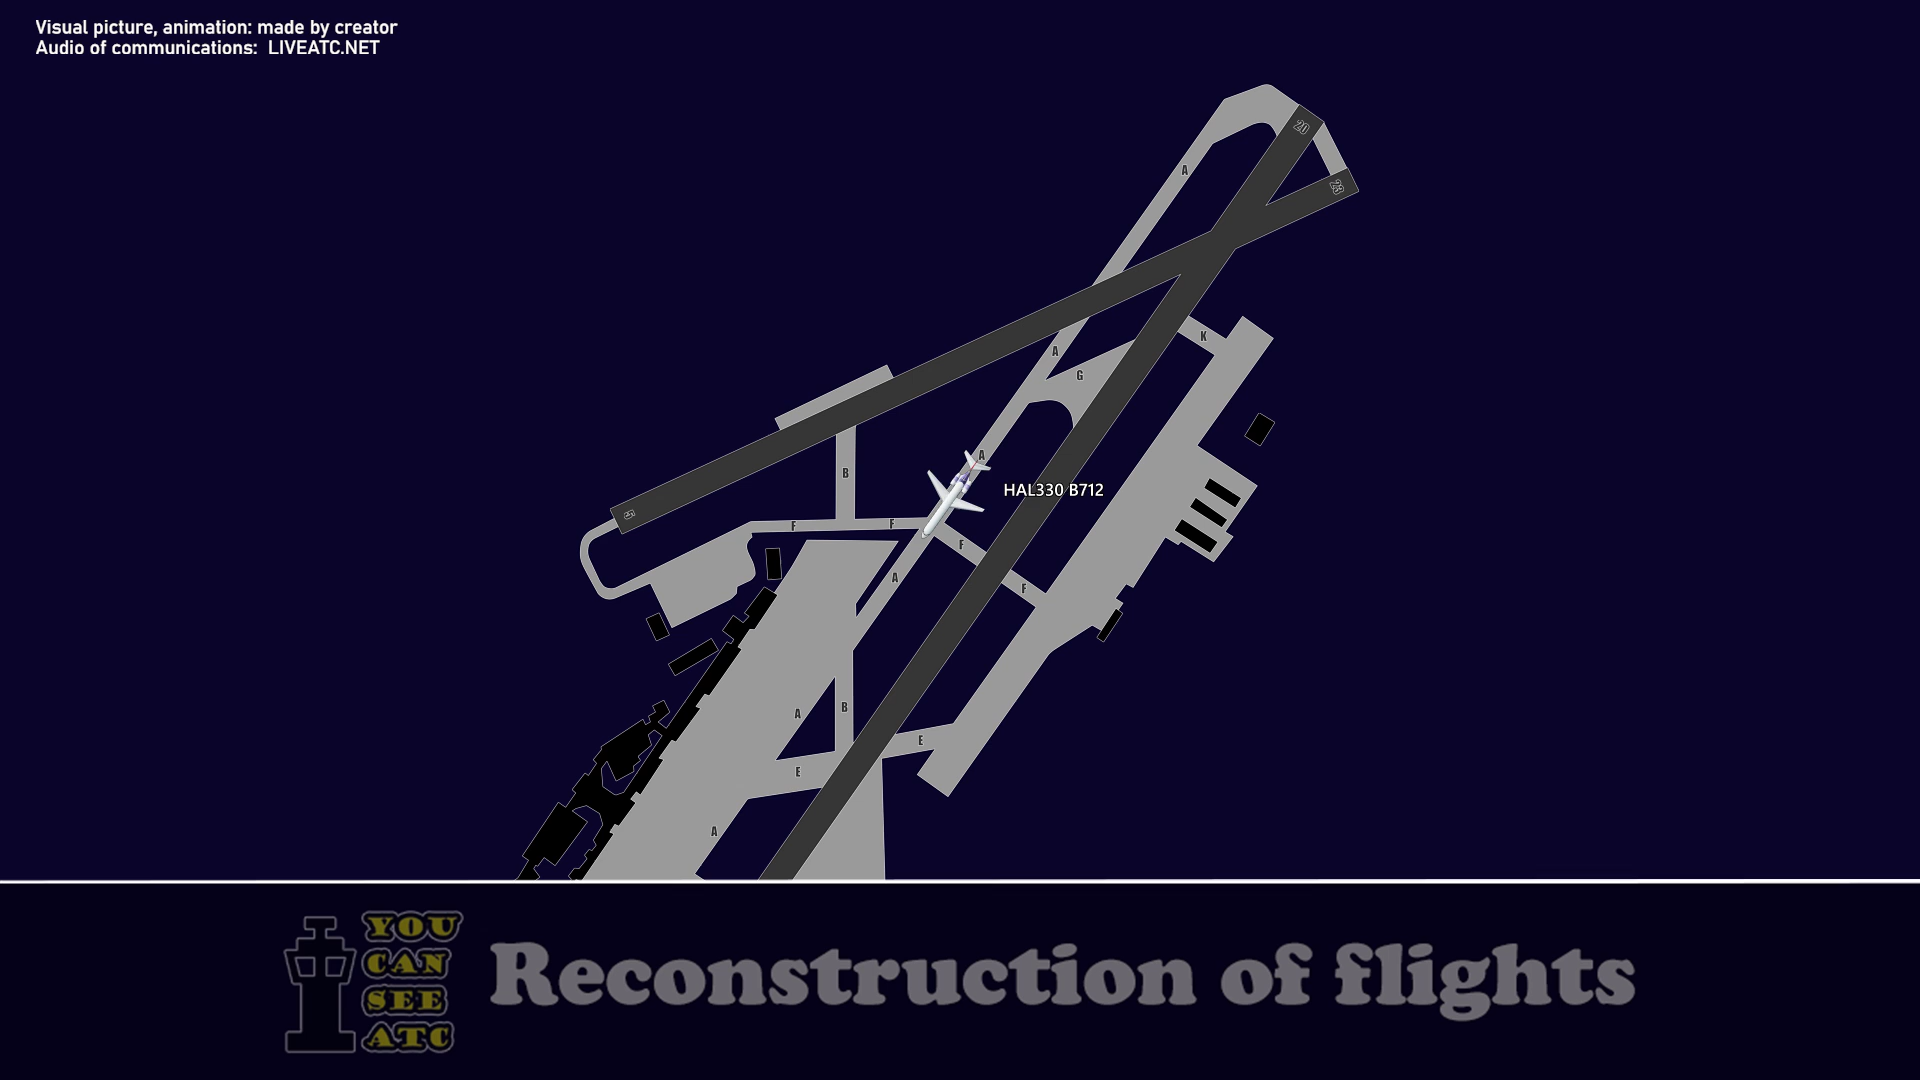 Visual picture, animation: made by creator
Audio of communications: LIVEATC.NET
20
A
23
K
A
G
A
B
HAL330 B712
5
F
F
F
A
F
A
B
E
E
A
YOU
CAN
SEE
ATC
Reconstruction of flights